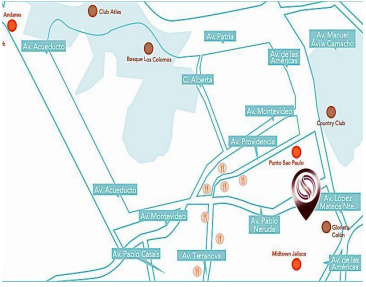 Andares
Club Atlas
Av. Acueducto
Bosque Los Colomos
Av. Patria
Av. Manuel
Ávila Camacho
Av. de las
Américas
C. Alberta
Av. Montevideo
Country Club
Av. Providencia
Punto Sao Paulo
Av. Acueducto
Av. López
Mateos Nte.
Av. Montevideo
Av. Pablo
Neruda
Glorieta
Colón
Av. Pablo Casals
Av. Terranova
Midtown Jalisco
Av. de las
Américas